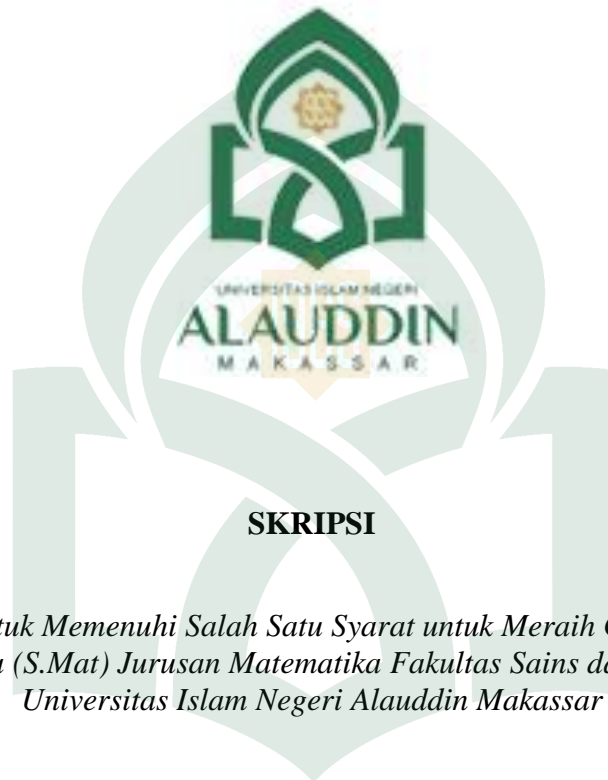 UNIVERSITAS ISLAM NEGERI
ALAUDDIN
MAKASSAR
SKRIPSI
tuk Memenuhi Salah Satu Syarat untuk Meraih
(S.Mat) Jurusan Matematika Fakultas Sains
Universitas Islam Negeri Alauddin Makassar